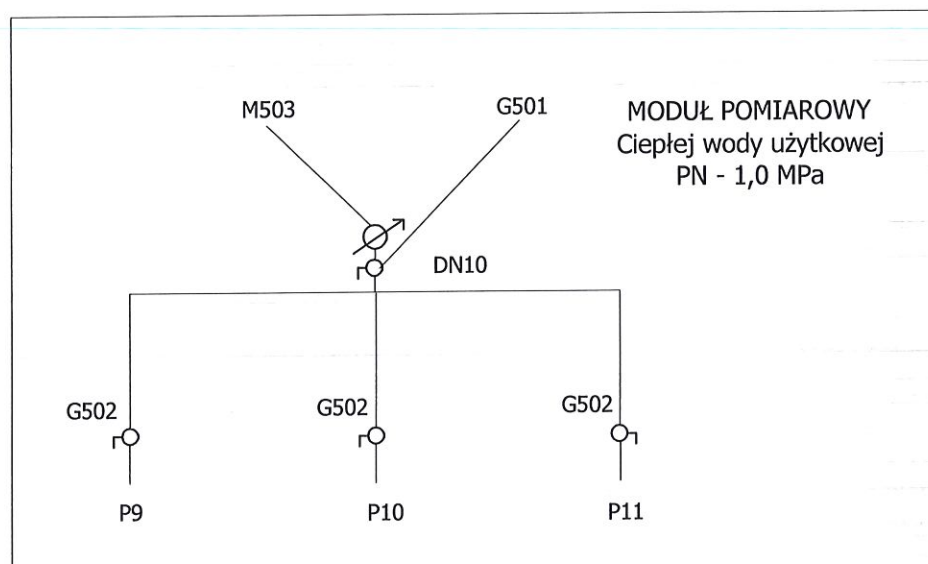 M503
G501
MODUŁ POMIAROWY
Ciepłej wody użytkowej
PN - 1,0 MPa
DN10
G502
G502
G502
P9
P10
P11